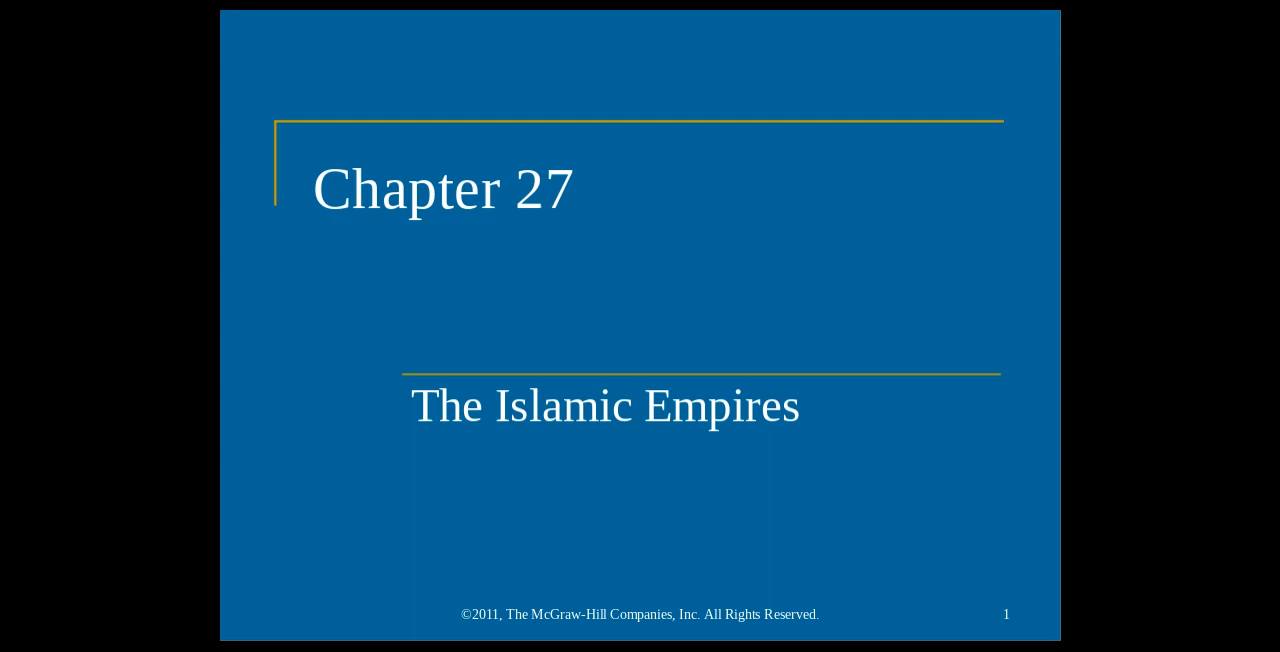 Chapter 27
The Islamic Empires
©2011, The McGraw-Hill Companies, Inc. All Rights Reserved.
1